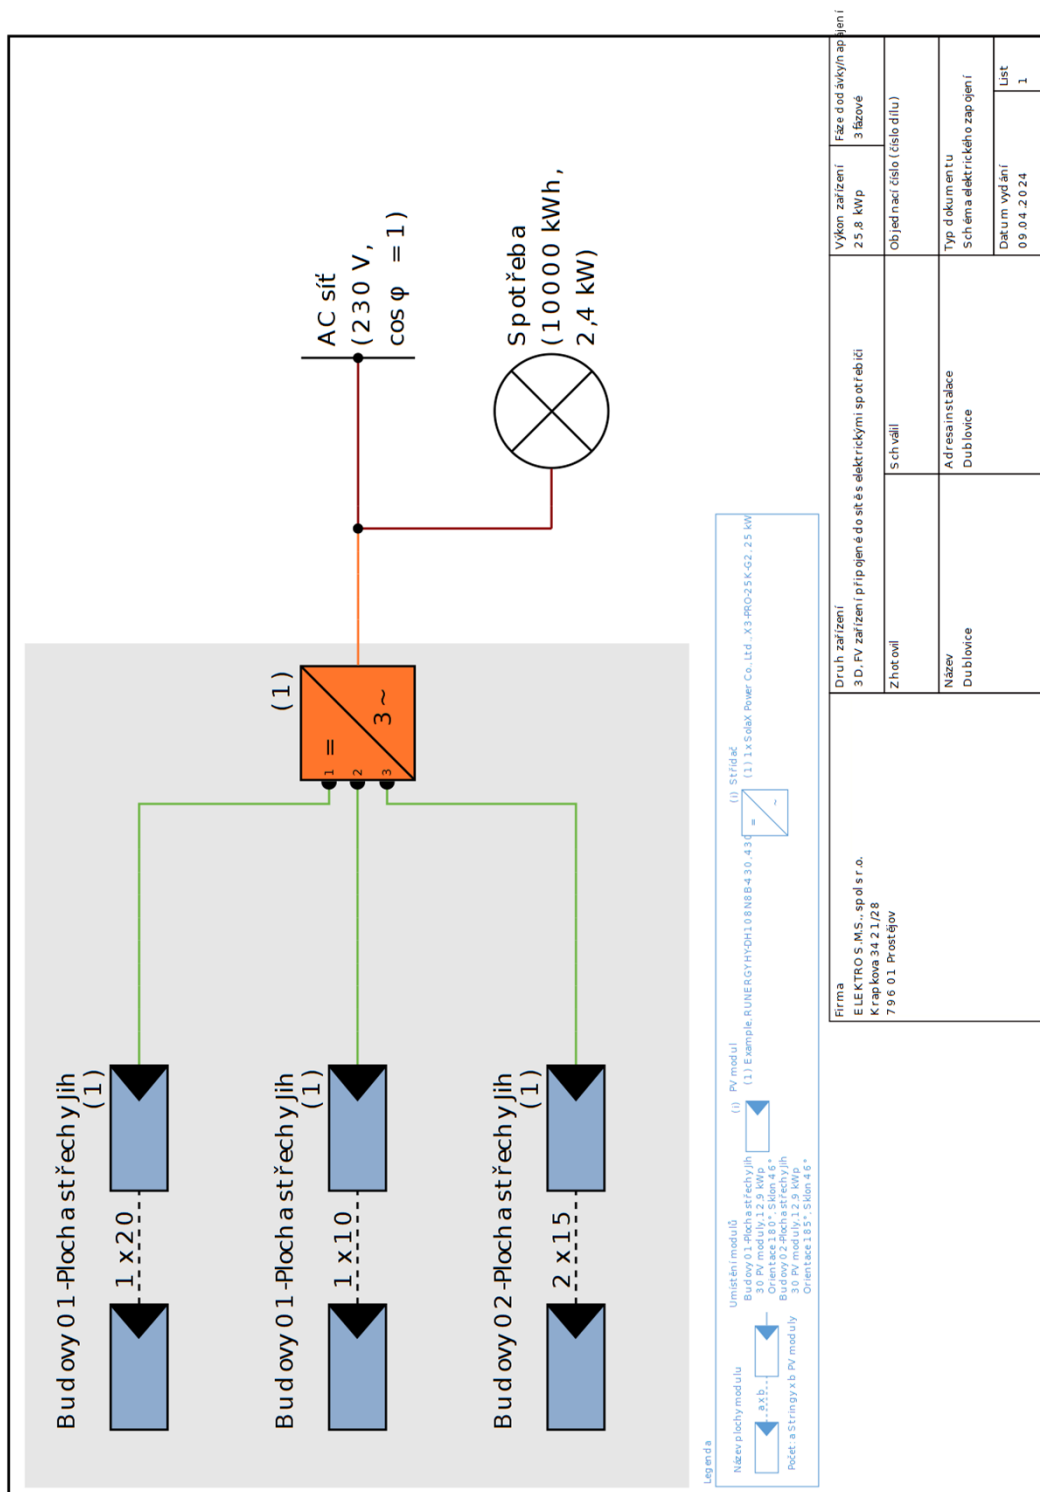 Budovy 01-Plocha střechy Jih
(1)
1 x 20
Budovy 01-Plocha střechy Jih
(1)
1 x 10
Budovy 02-Plocha střechy Jih
(1)
2 x 15
(1)
1
2
3
=
3 ~
AC síť
(230 V,
cos φ = 1)
Spotřeba
(10000 kWh,
2,4 kW)
Legenda
Název plochy modulu
a x b
Počet: a Stringy x b PV moduly
Umístění modulů
Budovy 01-Plocha střechy Jih
30 PV moduly, 12,9 kWp
Orientace 180°, Sklon 46°
Budovy 02-Plocha střechy Jih
30 PV moduly, 12,9 kWp
Orientace 185°, Sklon 46°
(i) PV modul
(1) Example, RUNERGY HY-DH108N8B-430, 430
(i) Střídač
=
~
(1) 1 x SolaX Power Co., Ltd., X3-PRO-25K-G2, 25 kW
Firma
ELEKTRO S.M.S., spol s r.o.
Krapkova 3421/28
796 01 Prostějov
Druh zařízení
3D, FV zařízení připojené do sítě s elektrickými spotřebiči
Výkon zařízení
25,8 kWp
Fáze dodávky/napájení
3 fázové
Zhotovil
Schválil
Objednací číslo (číslo dílu)
Název
Dublovice
Adresa instalace
Dublovice
Typ dokumentu
Schéma elektrického zapojení
Datum vydání
09.04.2024
List
1